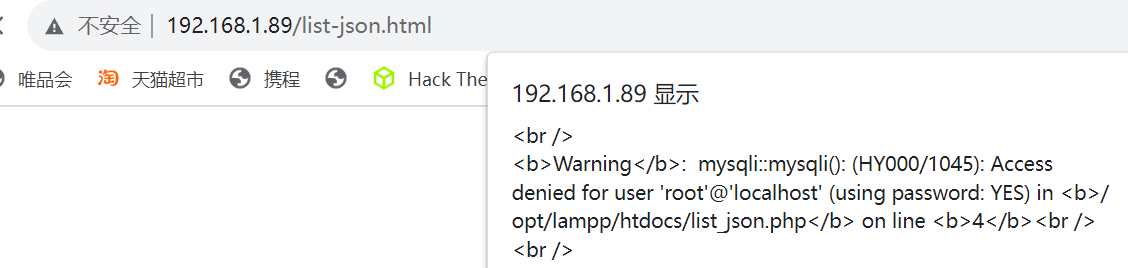 不安全 | 192.168.1.89/list-json.html
唯品会 淘 天猫超市 携程 Hack The
192.168.1.89 显示
<br />
<b>Warning</b>: mysqli::mysqli(): (HY000/1045): Access
denied for user 'root'@'localhost' (using password: YES) in <b>/
opt/lampp/htdocs/list_json.php</b> on line <b>4</b><br />
<br />